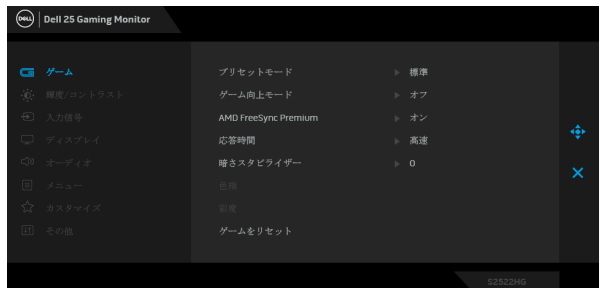 DELL Dell 25 Gaming Monitor
ゲーム
輝度/コントラスト
入力信号
ディスプレイ
オーディオ
メニュー
カスタマイズ
その他
プリセットモード 標準
ゲーム向上モード オフ
AMD FreeSync Premium オン
応答時間 高速
暗さスタビライザー 0
色相
彩度
ゲームをリセット
S2522HG